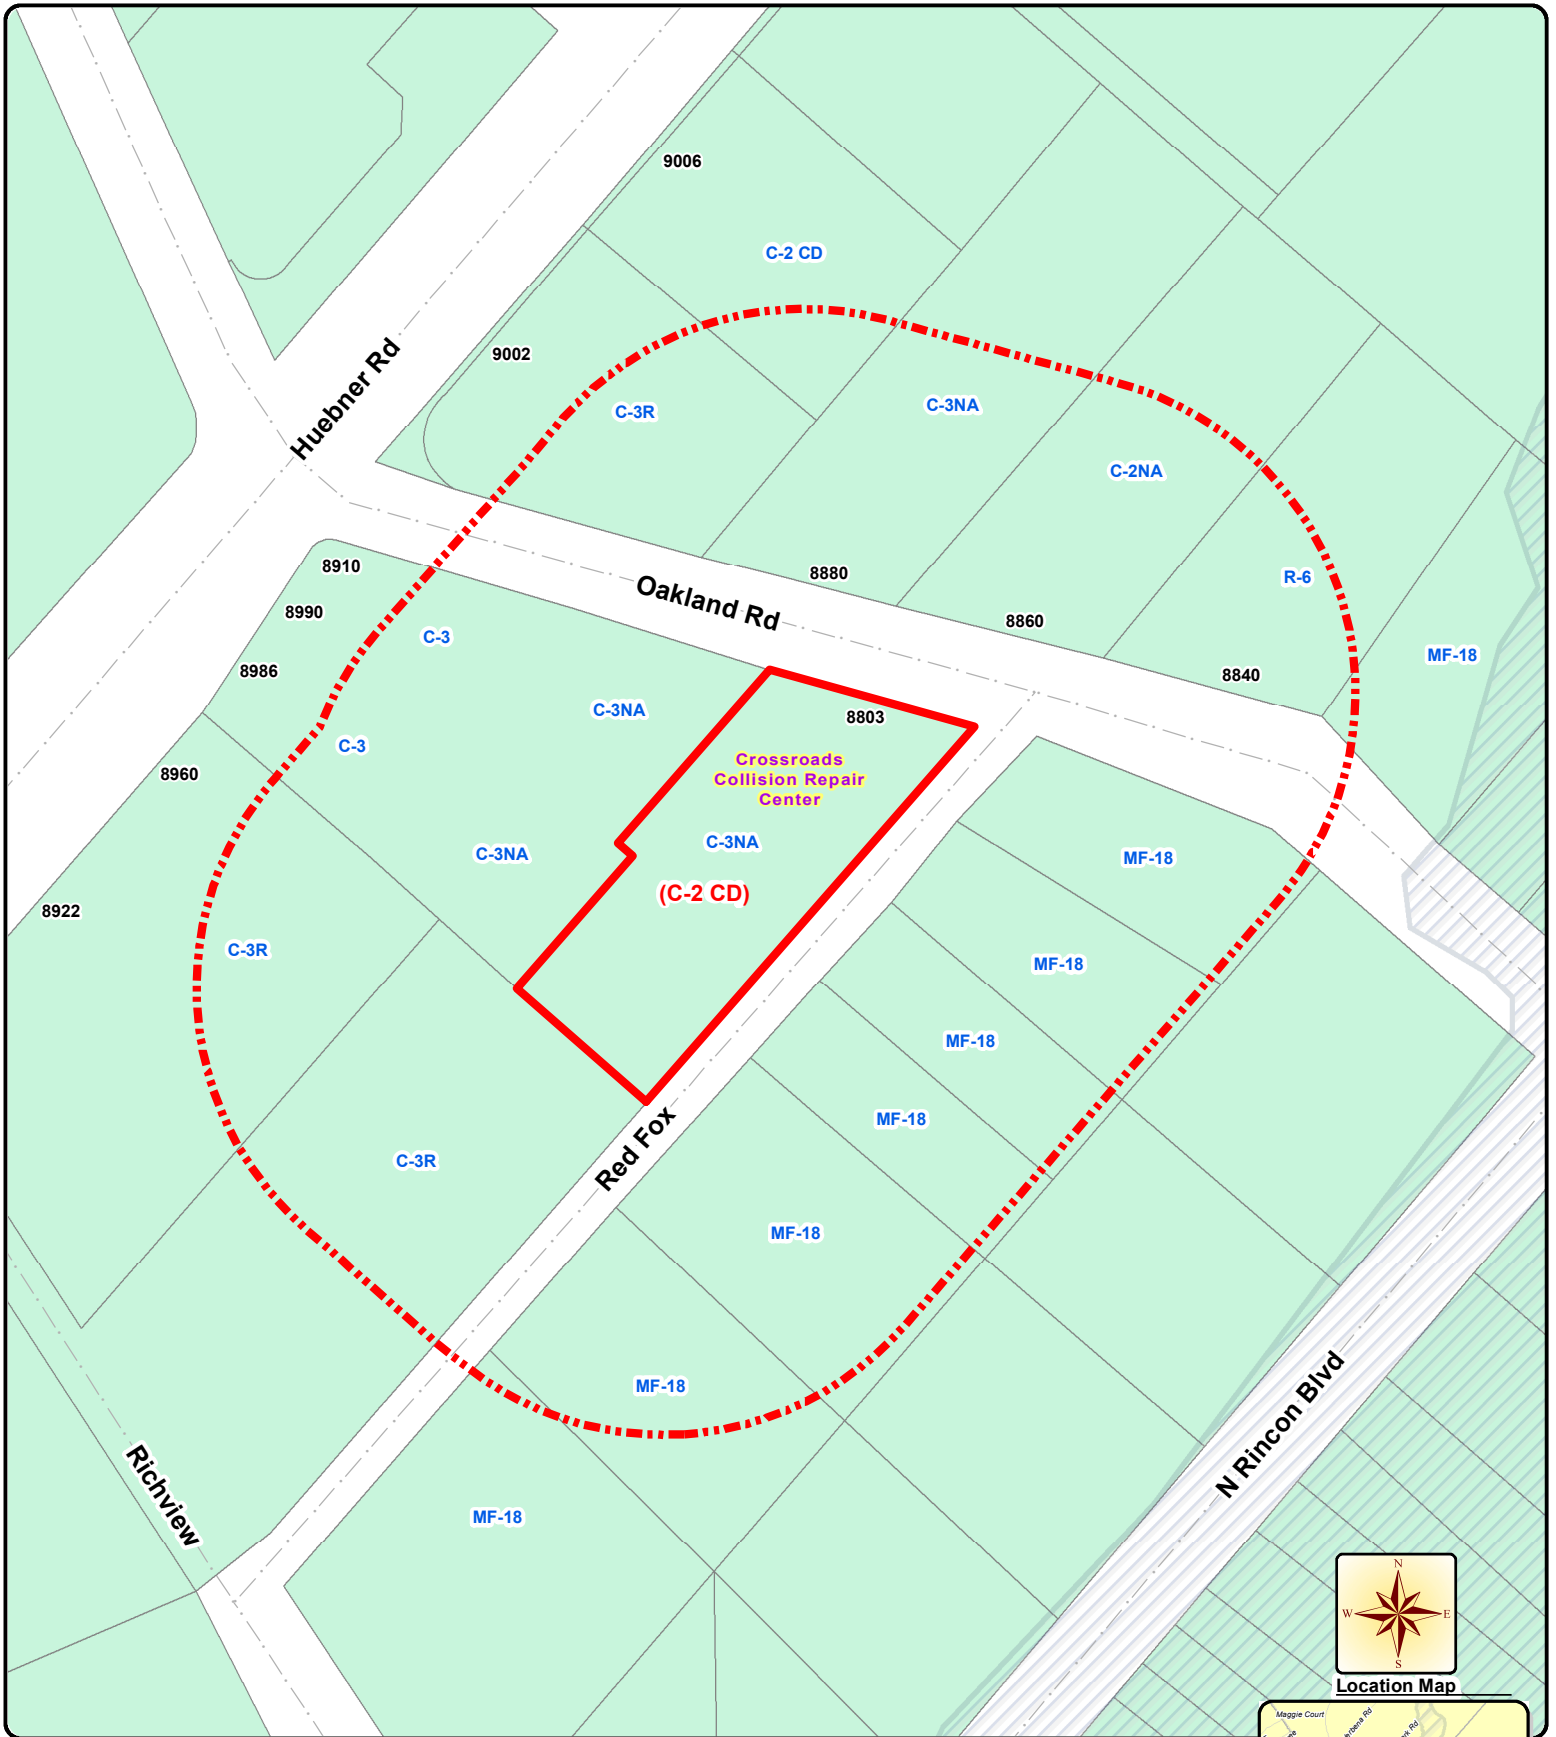 9006
C-2 CD
Huebner Rd
9002
C-3R
C-3NA
C-2NA
8910
8880
R-6
Oakland Rd
8990
8860
C-3
MF-18
8986
8840
C-3NA
8803
C-3
Crossroads
Collision Repair
Center
8960
C-3NA
C-3NA
MF-18
(C-2 CD)
8922
C-3R
MF-18
MF-18
MF-18
Red Fox
C-3R
MF-18
MF-18
N Rincon Blvd
Richview
MF-18
N
W
E
S
Location Map
Maggie Court